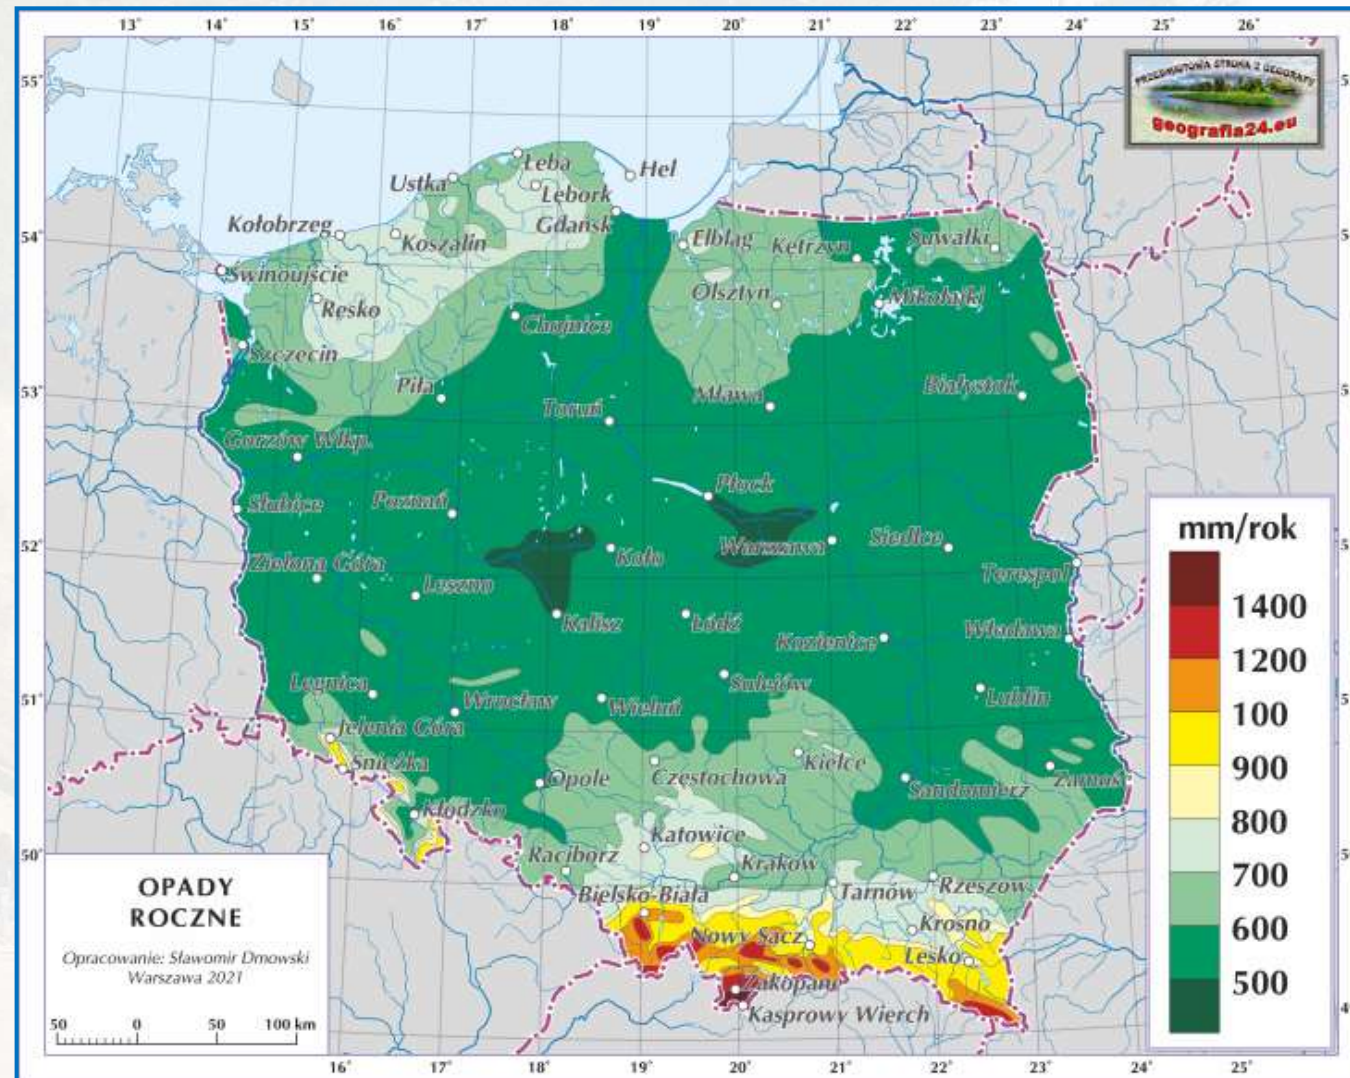 13° 14° 15° 16° 17° 18° 19° 20° 21° 22° 23° 24° 25° 26°
55°
PRZEDMIOTOWA STRONA Z GEOGRAFII
geografia24.eu
Łeba
Hel
Ustka
Lębork
Kołobrzeg
Gdańsk
54°
Koszalin
Elbląg
Kętrzyn
Suwałki
Świnoujście
Olsztyn
Mikołajki
Resko
Chojnice
Szczecin
53°
Piła
Mława
Białystok
Toruń
Gorzów Wlkp.
Płock
Słubice
Poznań
mm/rok
52°
Warszawa
Siedlce
Koło
Zielona Góra
Terespol
Leszno
1400
Kalisz
Łódź
Kozienice
Włodawa
1200
51°
Legnica
Sulejów
Lublin
Wrocław
Wieluń
100
Jelenia Góra
Śnieżka
Opole
Częstochowa
Kielce
Sandomierz
Zamoś
900
Kłodzko
Katowice
800
50°
Racibórz
Kraków
Bielsko-Biała
Tarnów
Rzeszów
700
OPADY
ROCZNE
Krosno
Nowy Sącz
600
Lesko
Opracowanie: Sławomir Dmowski
Warszawa 2021
Zakopane
500
Kasprowy Wierch
50 0 50 100 km
16° 17° 18° 19° 20° 21° 22° 23° 24° 25°